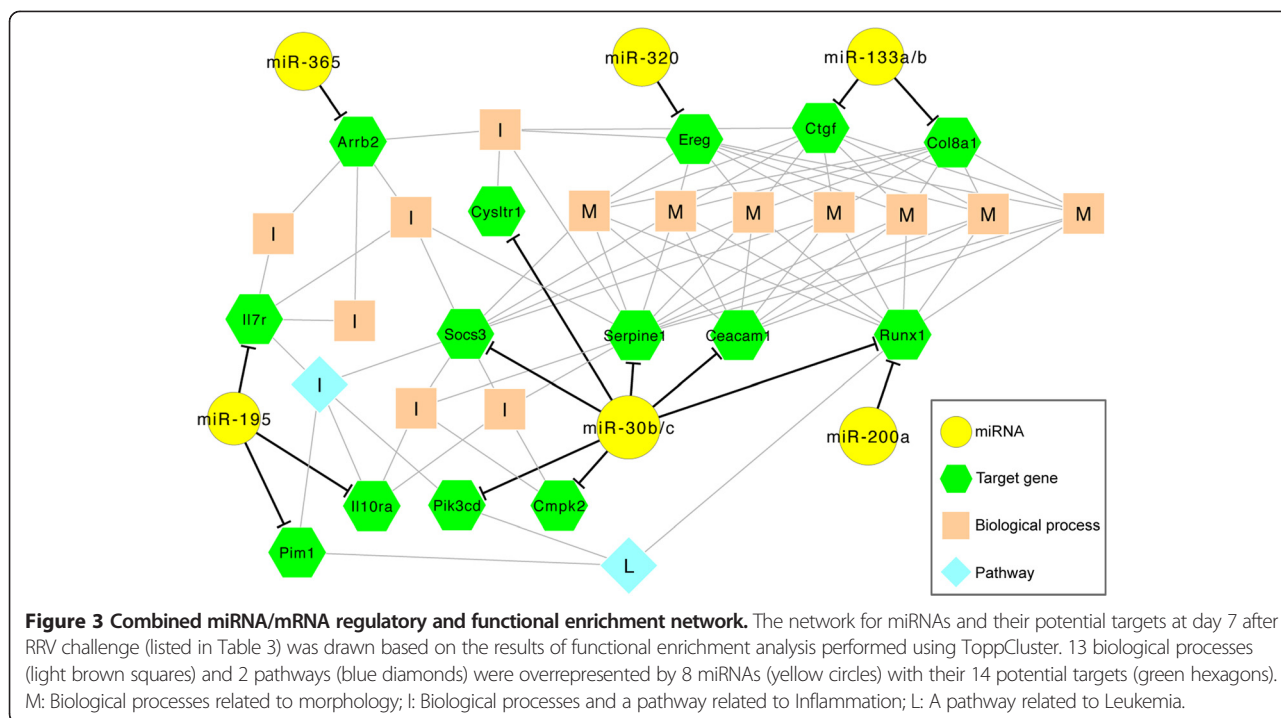 miR-365
miR-320
miR-133a/b
Arrb2
I
Ereg
Ctgf
Col8a1
Cysltr1
M
M
M
M
M
M
M
I
I
Il7r
I
Socs3
Serpine1
Ceacam1
Runx1
I
miR-195
I
I
miR-30b/c
miR-200a
Il10ra
Pik3cd
Cmpk2
Pim1
L
miRNA
Target gene
Biological process
Pathway
Figure 3 Combined miRNA/mRNA regulatory and functional enrichment network. The network for miRNAs and their potential targets at day 7 after
RRV challenge (listed in Table 3) was drawn based on the results of functional enrichment analysis performed using ToppCluster. 13 biological processes
(light brown squares) and 2 pathways (blue diamonds) were overrepresented by 8 miRNAs (yellow circles) with their 14 potential targets (green hexagons).
M: Biological processes related to morphology; I: Biological processes and a pathway related to Inflammation; L: A pathway related to Leukemia.